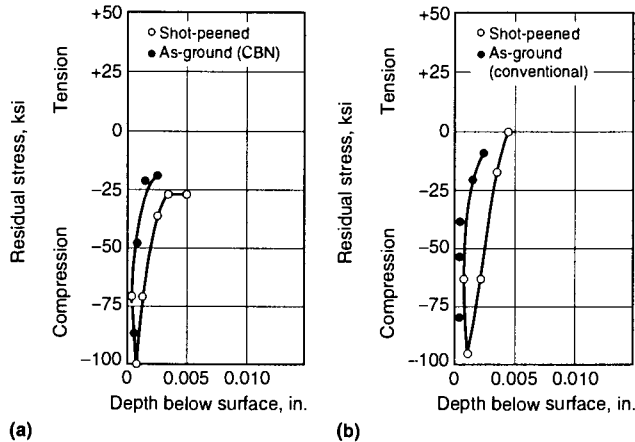 +50
○ Shot-peened
● As-ground (CBN)
+25
0
−25
−50
−75
−100
Tension
Residual stress, ksi
Compression
0
0.005
0.010
Depth below surface, in.
(a)
+50
○ Shot-peened
● As-ground
(conventional)
+25
0
−25
−50
−75
−100
Tension
Residual stress, ksi
Compression
0
0.005
0.010
Depth below surface, in.
(b)